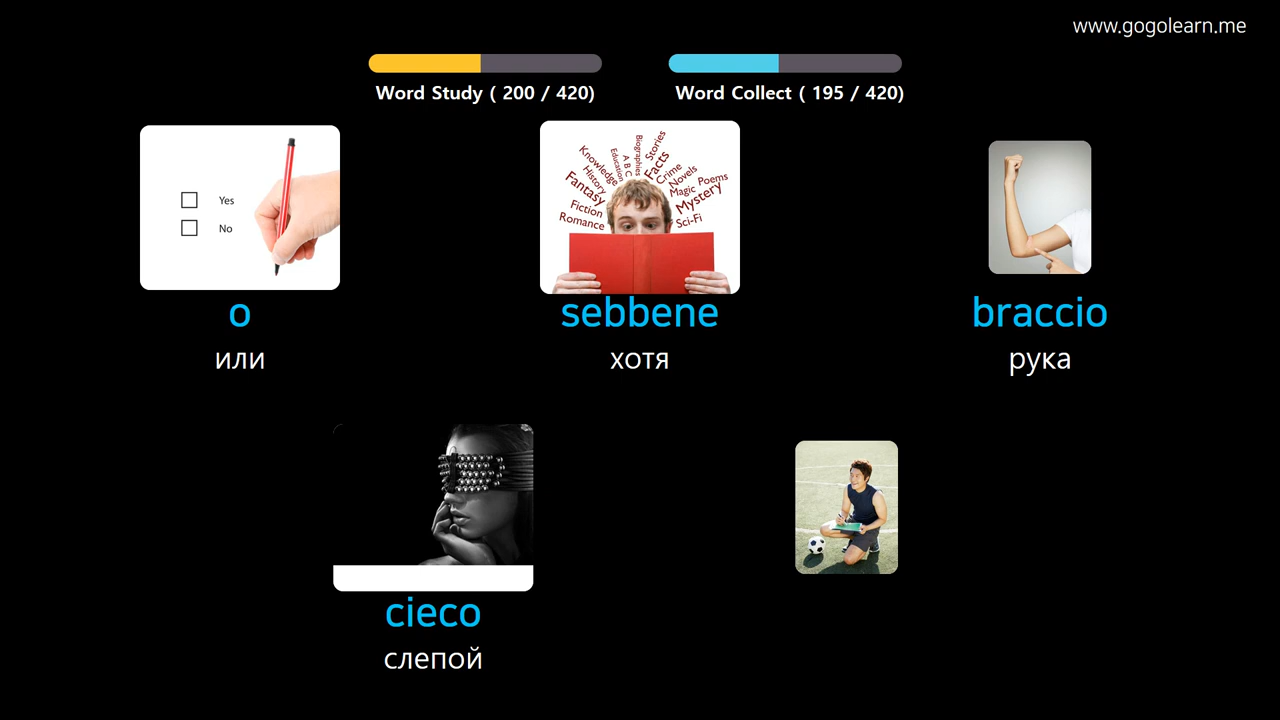 www.gogolearn.me
Word Study ( 200 / 420)
Word Collect ( 195 / 420)
Yes
No
Knowledge
History
Fantasy
Fiction
Romance
Education
A B C
Biographies
Stories
Facts
Crime
Novels
Magic
Poems
Mystery
Sci-Fi
o
sebbene
braccio
или
хотя
рука
cieco
слепой